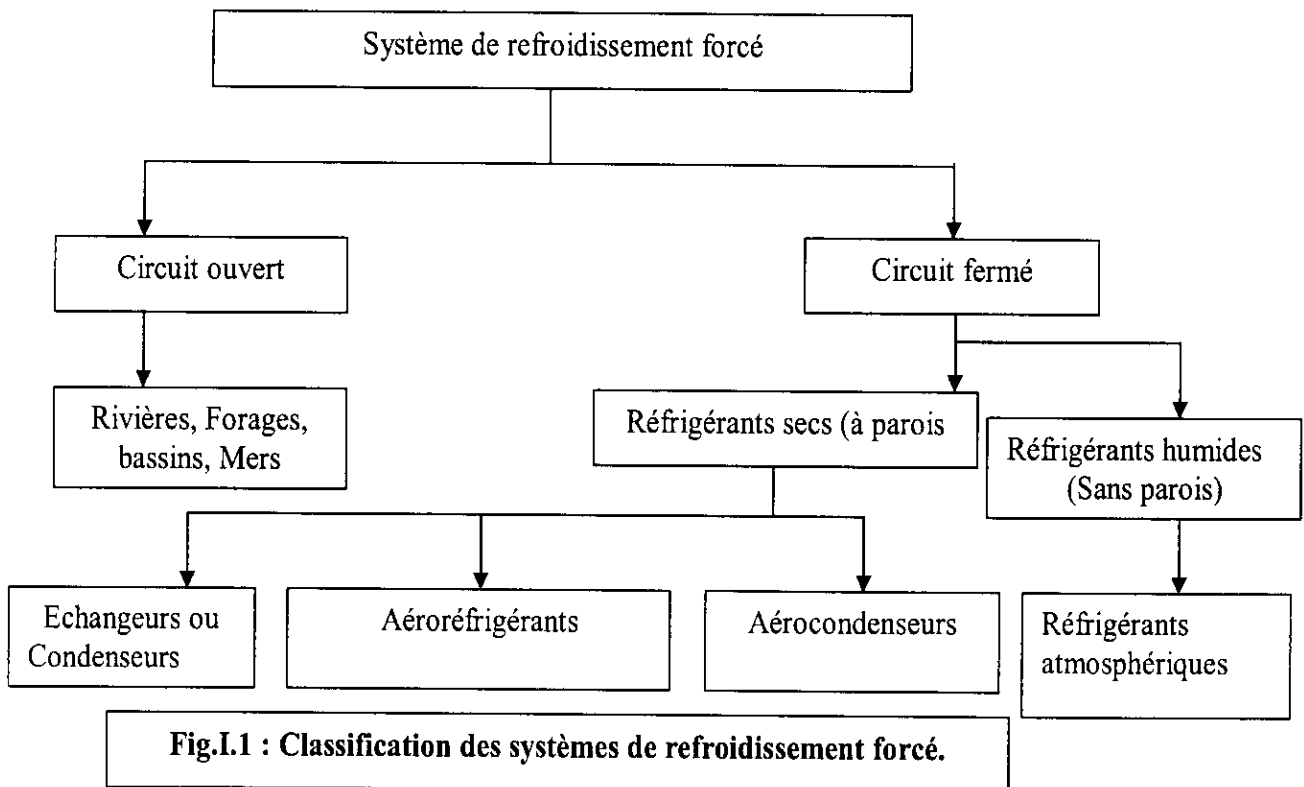 Système de refroidissement forcé
Circuit ouvert
Circuit fermé
Rivières, Forages,
bassins, Mers
Réfrigérants secs (à parois
Réfrigérants humides
(Sans parois)
Echangeurs ou
Condenseurs
Aéroréfrigérants
Aérocondenseurs
Réfrigérants
atmosphériques
Fig.I.1 : Classification des systèmes de refroidissement forcé.